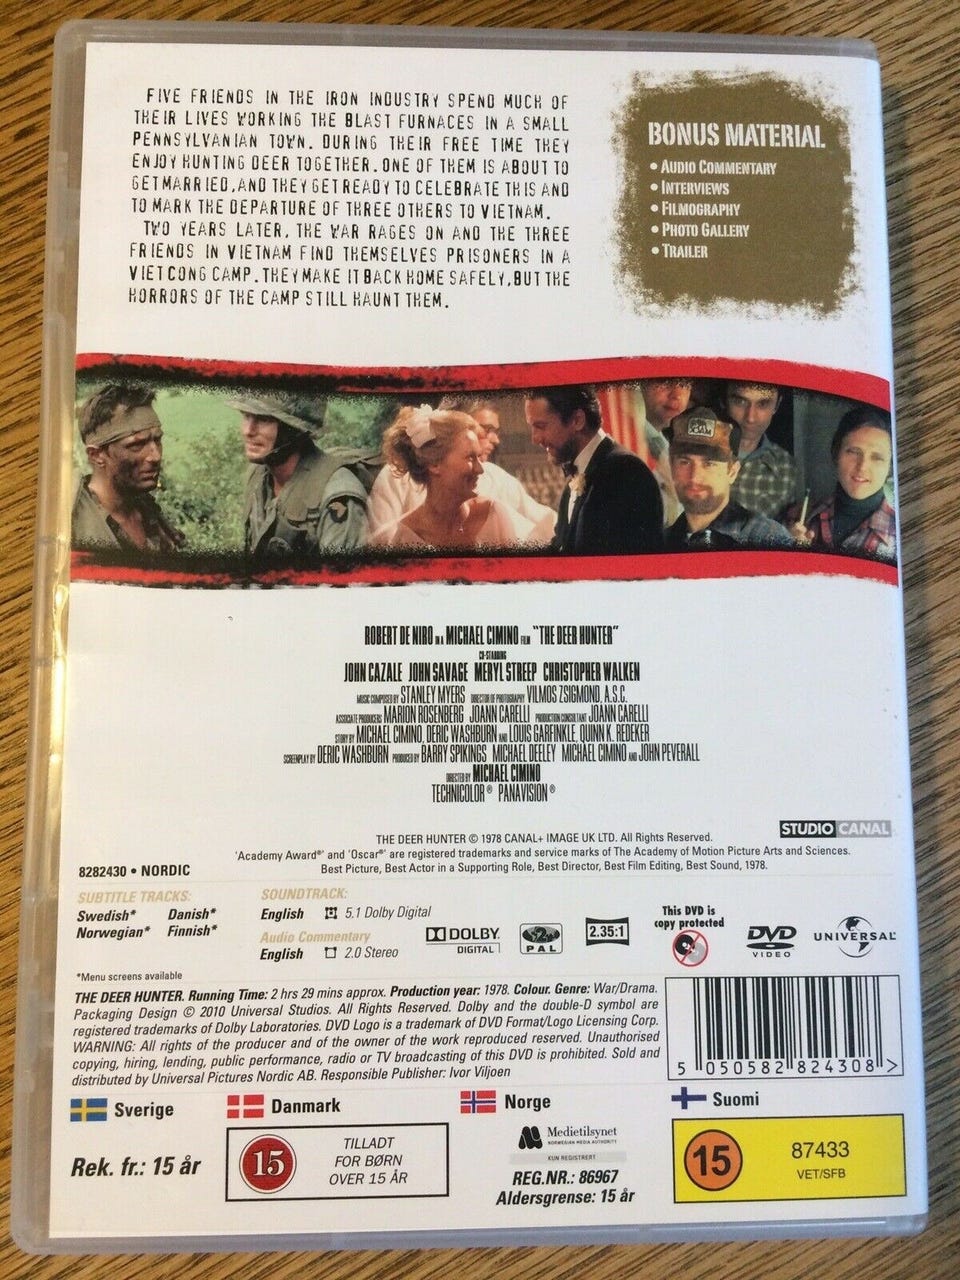 FIVE FRIENDS IN THE IRON INDUSTRY SPEND MUCH OF
THEIR LIVES WORKING THE BLAST FURNACES IN A SMALL
PENNSYLVANIAN TOWN. DURING THEIR FREE TIME THEY
ENJOY HUNTING DEER TOGETHER. ONE OF THEM IS ABOUT TO
GET MARRIED, AND THEY GET READY TO CELEBRATE THIS AND
TO MARK THE DEPARTURE OF THREE OTHERS TO VIETNAM.
TWO YEARS LATER, THE WAR RAGES ON AND THE THREE
FRIENDS IN VIETNAM FIND THEMSELVES PRISONERS IN A
VIETCONG CAMP. THEY MAKE IT BACK HOME SAFELY, BUT THE
HORRORS OF THE CAMP STILL HAUNT THEM.
BONUS MATERIAL
• AUDIO COMMENTARY
• INTERVIEWS
• FILMOGRAPHY
• PHOTO GALLERY
• TRAILER
ROBERT DE NIRO IN A MICHAEL CIMINO FILM "THE DEER HUNTER"
CO-STARRING
JOHN CAZALE JOHN SAVAGE MERYL STREEP CHRISTOPHER WALKEN
MUSIC COMPOSED BY STANLEY MYERS DIRECTOR OF PHOTOGRAPHY VILMOS ZSIGMOND, A.S.C.
ASSOCIATE PRODUCERS MARION ROSENBERG JOANN CARELLI PRODUCTION CONSULTANT JOANN CARELLI
STORY BY MICHAEL CIMINO, DERIC WASHBURN AND LOUIS GARFINKLE, QUINN K. REDEKER
SCREENPLAY BY DERIC WASHBURN PRODUCED BY BARRY SPIKINGS MICHAEL DEELEY MICHAEL CIMINO AND JOHN PEVERALL
DIRECTED BY MICHAEL CIMINO
TECHNICOLOR® PANAVISION®
STUDIO CANAL
THE DEER HUNTER © 1978 CANAL+ IMAGE UK LTD. All Rights Reserved.
'Academy Award®' and 'Oscar®' are registered trademarks and service marks of The Academy of Motion Picture Arts and Sciences.
Best Picture, Best Actor in a Supporting Role, Best Director, Best Film Editing, Best Sound, 1978.
8282430 • NORDIC
SUBTITLE TRACKS:
Swedish* Danish*
Norwegian* Finnish*
*Menu screens available
SOUNDTRACK:
English 5.1 Dolby Digital
Audio Commentary
English 2.0 Stereo
DOLBY
DIGITAL
2
PAL
2.35:1
This DVD is
copy protected
DVD
VIDEO
UNIVERSAL
THE DEER HUNTER. Running Time: 2 hrs 29 mins approx. Production year: 1978. Colour. Genre: War/Drama.
Packaging Design © 2010 Universal Studios. All Rights Reserved. Dolby and the double-D symbol are
registered trademarks of Dolby Laboratories. DVD Logo is a trademark of DVD Format/Logo Licensing Corp.
WARNING: All rights of the producer and of the owner of the work reproduced reserved. Unauthorised
copying, hiring, lending, public performance, radio or TV broadcasting of this DVD is prohibited. Sold and
distributed by Universal Pictures Nordic AB. Responsible Publisher: Ivor Viljoen
5 050582 824308 >
Sverige
Rek. fr.: 15 år
Danmark
15
TILLADT
FOR BØRN
OVER 15 ÅR
Norge
Medietilsynet
NORWEGIAN MEDIA AUTHORITY
KUN REGISTRERT
REG.NR.: 86967
Aldersgrense: 15 år
Suomi
15
87433
VET/SFB